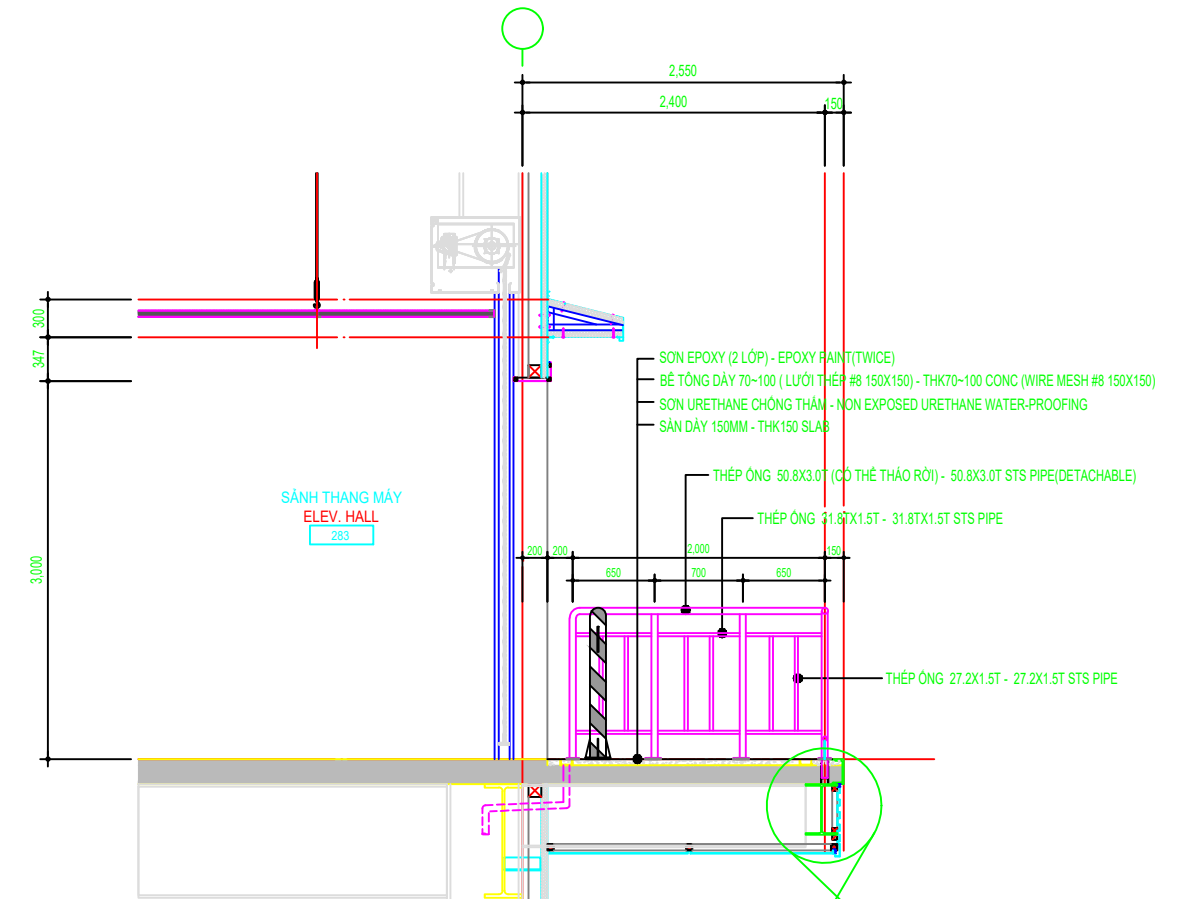 2,550
2,400
150
300
347
SƠN EPOXY (2 LỚP) - EPOXY PAINT(TWICE)
BÊ TÔNG DÀY 70~100 ( LƯỚI THÉP #8 150X150) - THK70~100 CONC (WIRE MESH #8 150X150)
SƠN URETHANE CHỐNG THẤM - NON EXPOSED URETHANE WATER-PROOFING
SÀN DÀY 150MM - THK150 SLAB
THÉP ỐNG 50.8X3.0T (CÓ THỂ THÁO RỜI) - 50.8X3.0T STS PIPE(DETACHABLE)
SẢNH THANG MÁY
ELEV. HALL
283
THÉP ỐNG 31.8TX1.5T - 31.8TX1.5T STS PIPE
200
200
2,000
150
3,000
650
700
650
THÉP ỐNG 27.2X1.5T - 27.2X1.5T STS PIPE